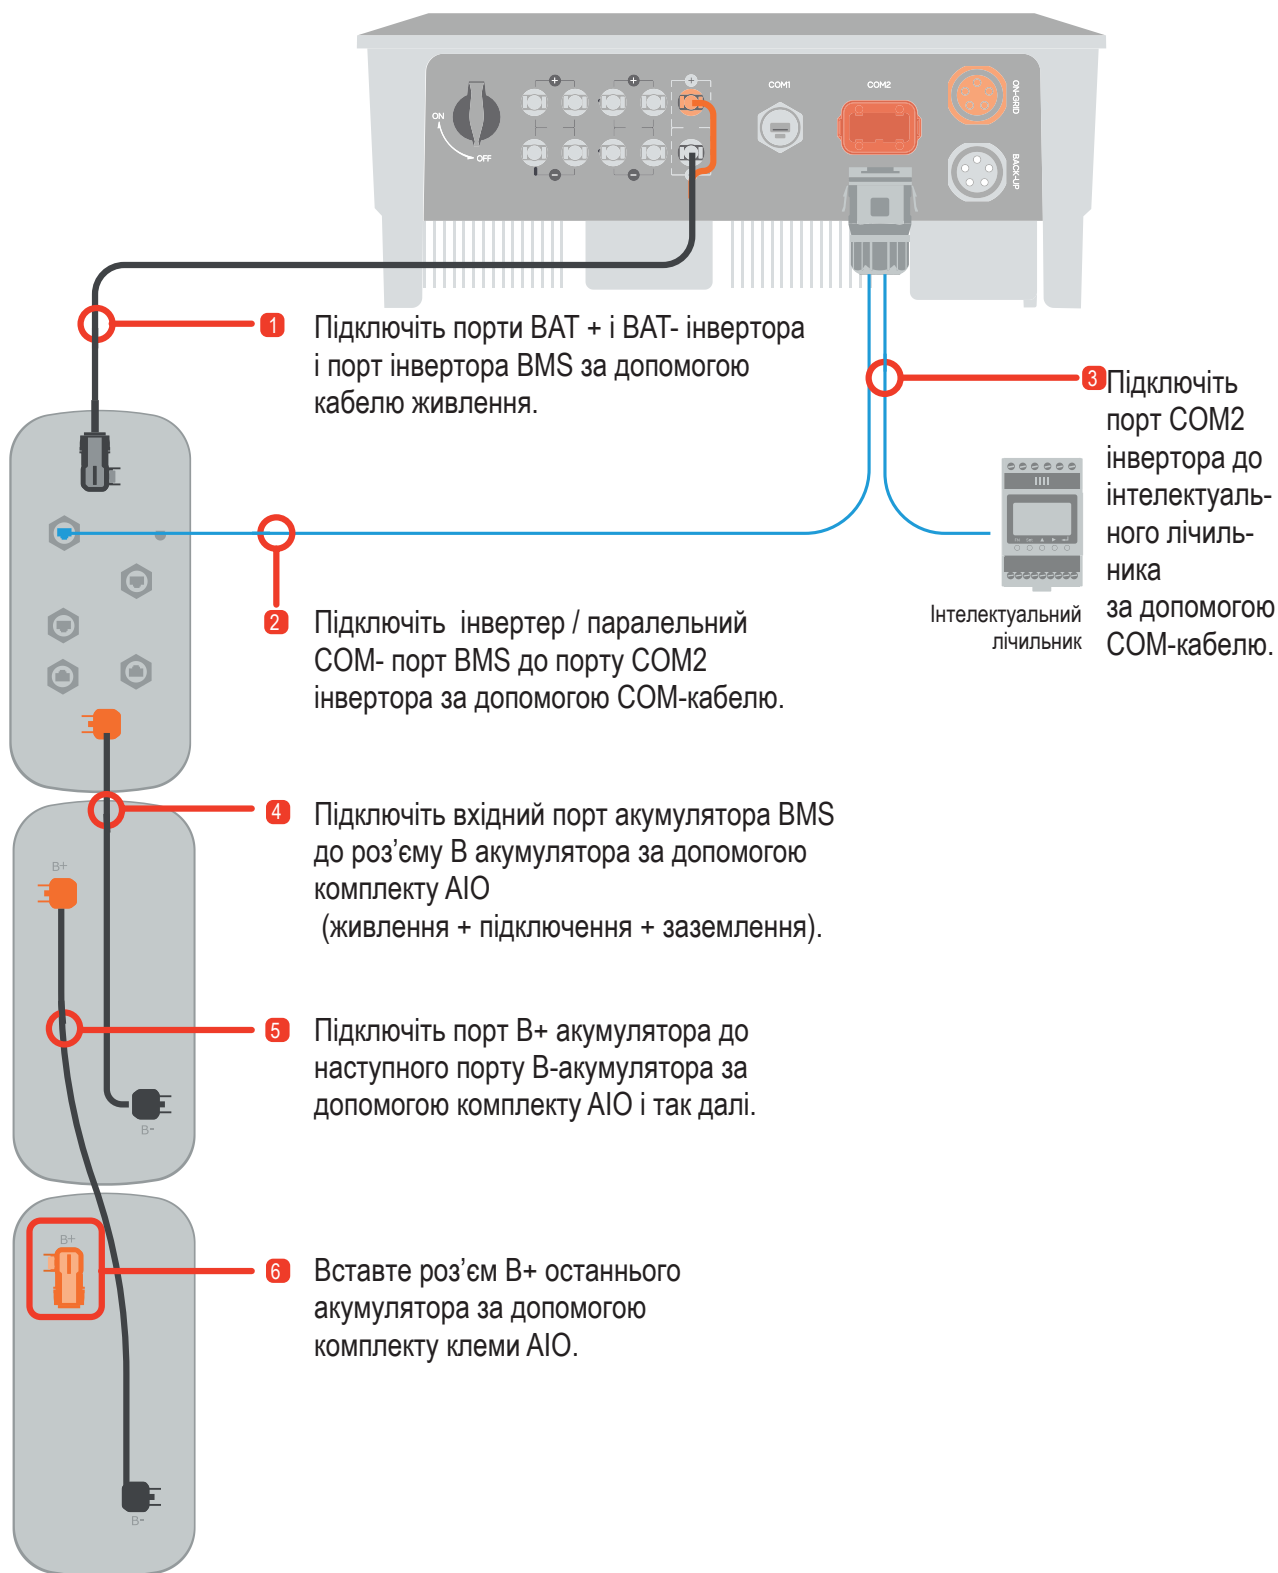 COM1
COM2
ON-GRID
BACK-UP
ON
OFF
1
Підключіть порти BAT + і BAT- інвертора
і порт інвертора BMS за допомогою
кабелю живлення.
3
Підключіть
порт COM2
інвертора до
інтелектуаль-
ного лічиль-
ника
за допомогою
COM-кабелю.
Інтелектуальний
лічильник
2
Підключіть інвертер / паралельний
COM- порт BMS до порту COM2
інвертора за допомогою COM-кабелю.
4
Підключіть вхідний порт акумулятора BMS
до роз’єму B акумулятора за допомогою
комплекту AIO
(живлення + підключення + заземлення).
B+
5
Підключіть порт B+ акумулятора до
наступного порту B-акумулятора за
допомогою комплекту AIO і так далі.
B-
B+
6
Вставте роз’єм B+ останнього
акумулятора за допомогою
комплекту клеми AIO.
B-